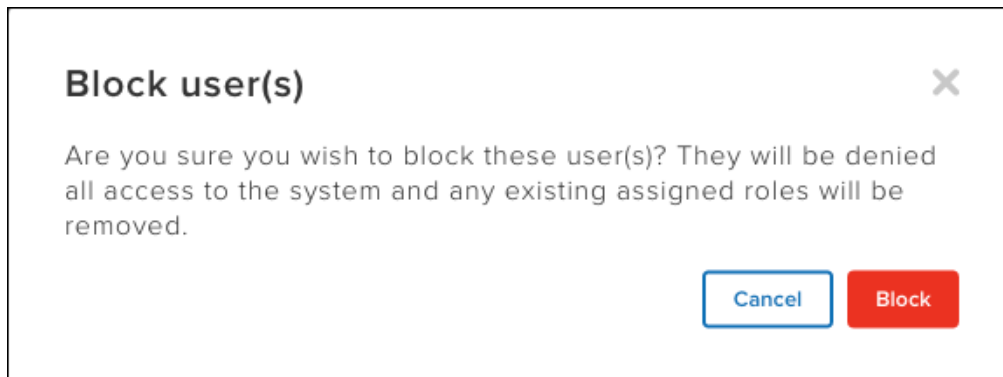 Block user(s)
Are you sure you wish to block these user(s)? They will be denied
all access to the system and any existing assigned roles will be
removed.
Cancel
Block